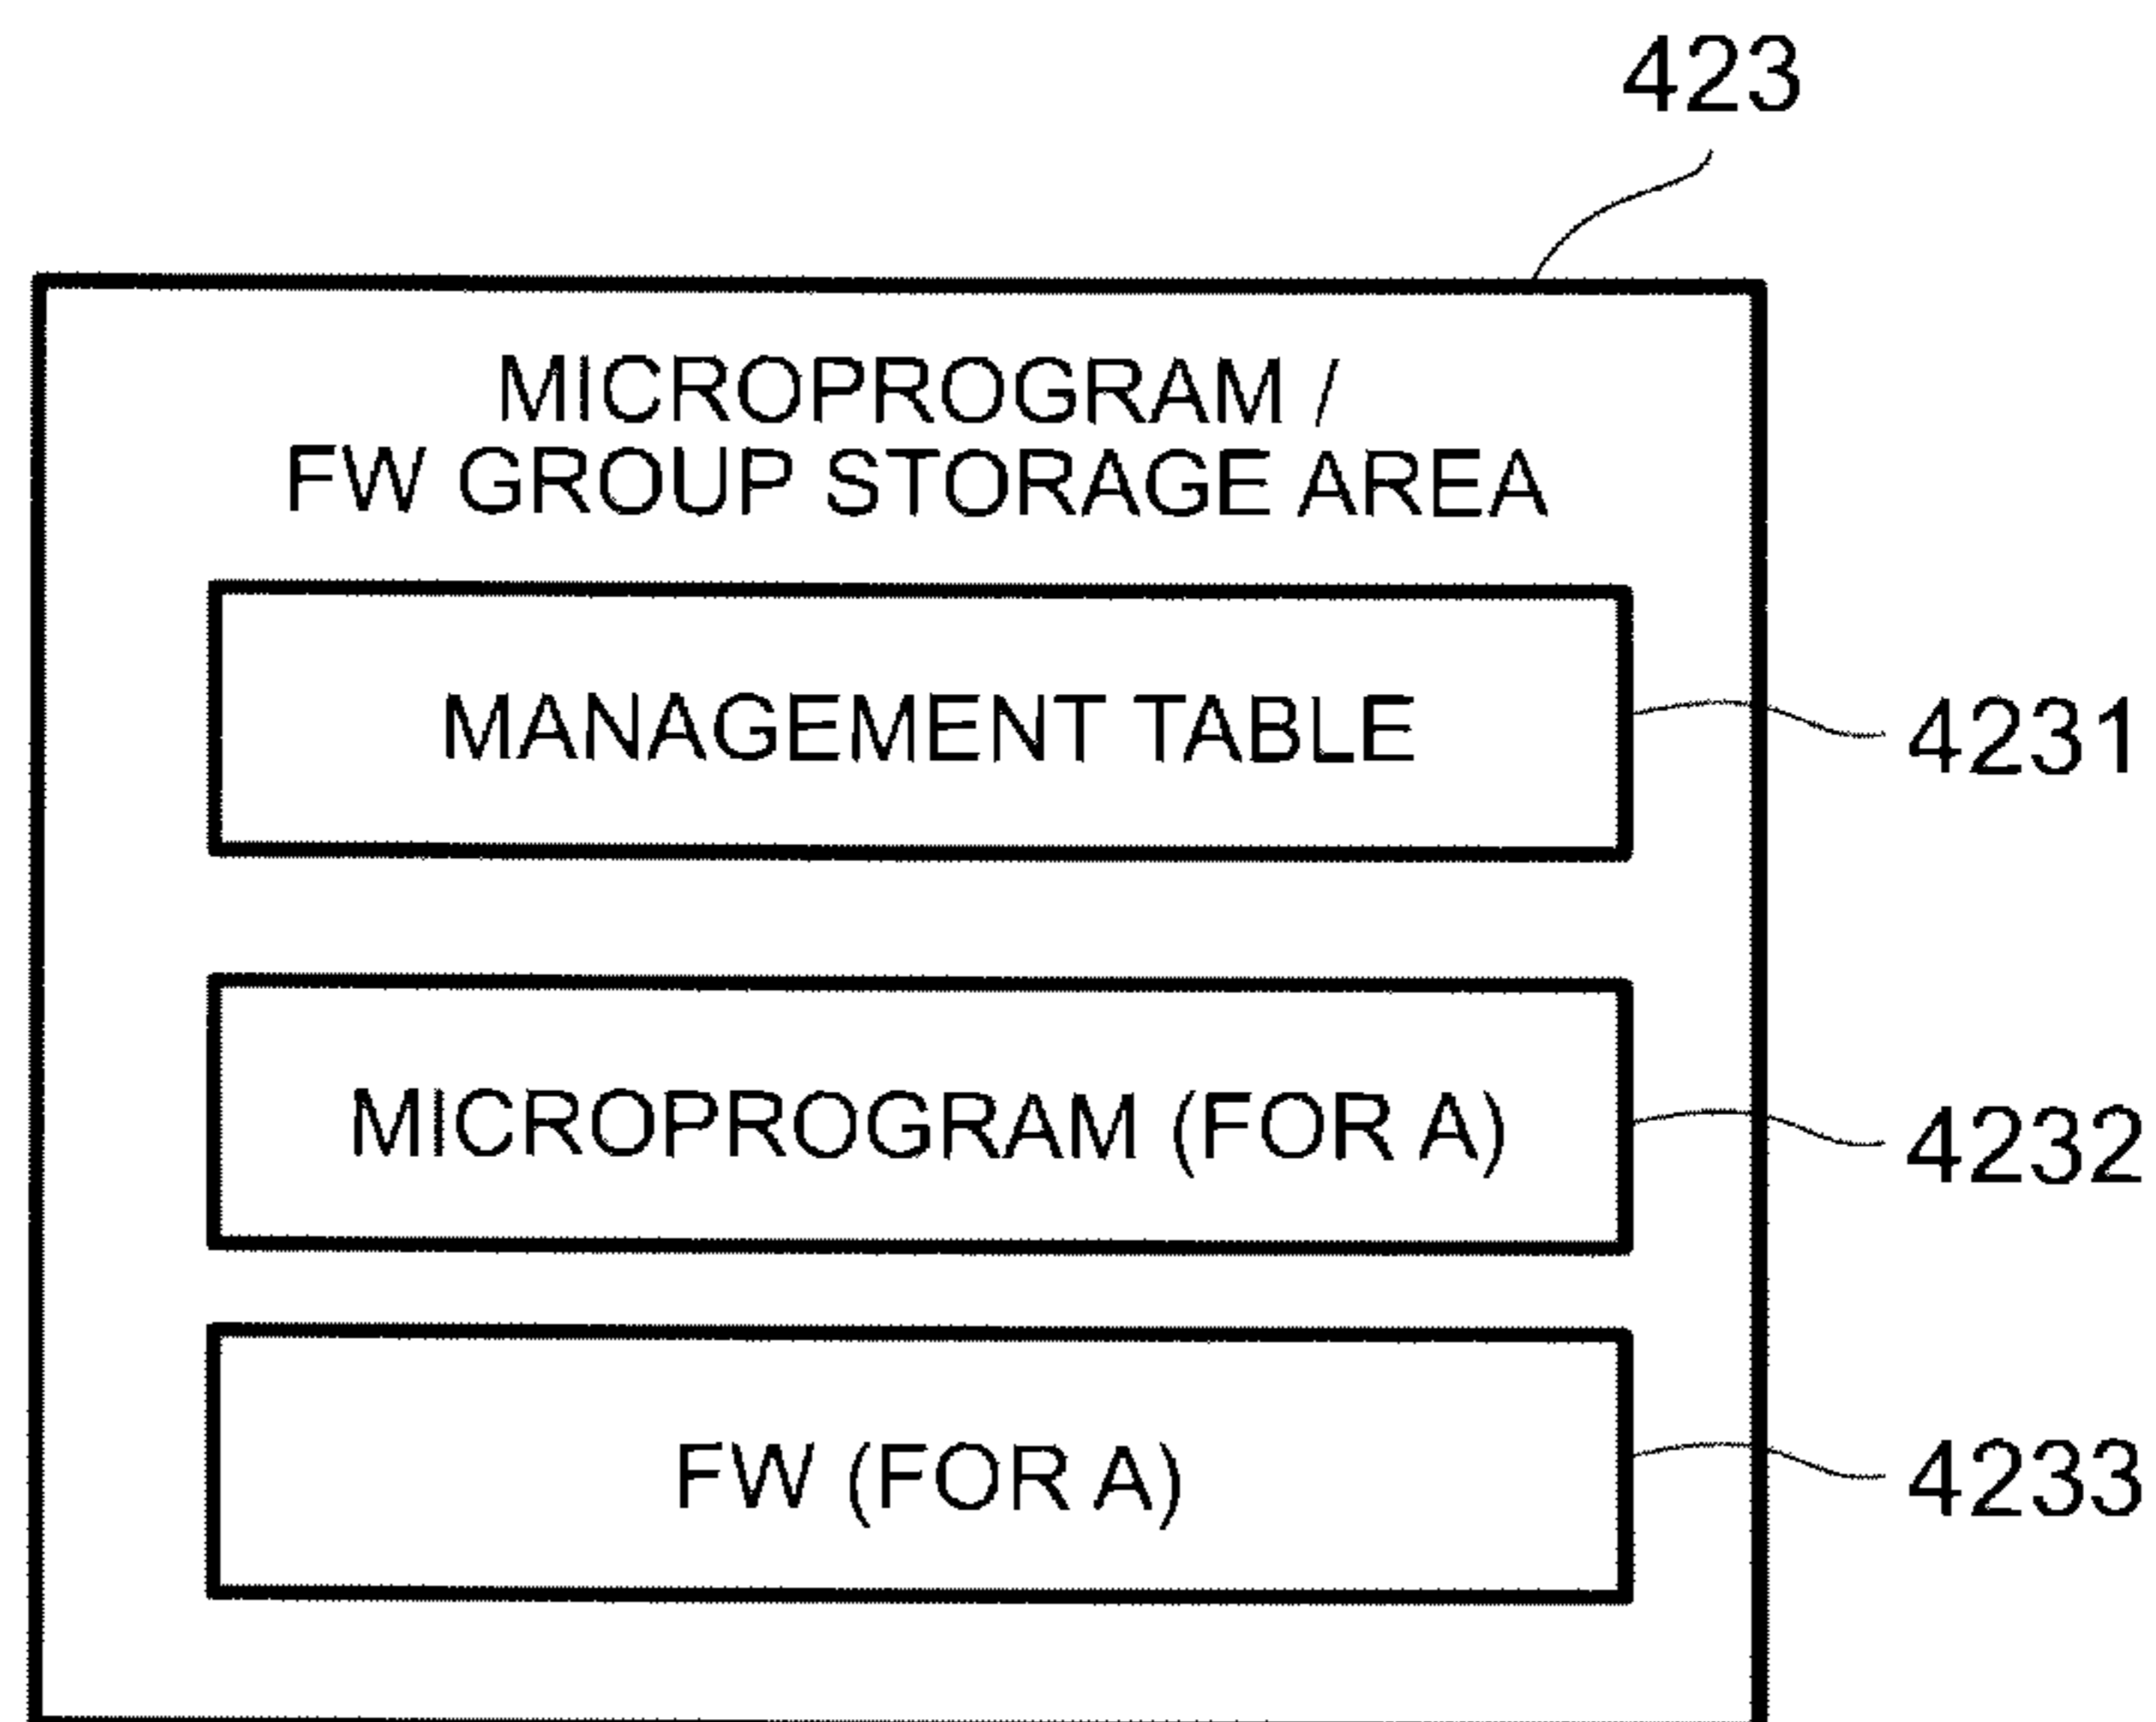 423
MICROPROGRAM /
FW GROUP STORAGE AREA
MANAGEMENT TABLE
4231
MICROPROGRAM (FOR A)
4232
FW (FOR A)
4233